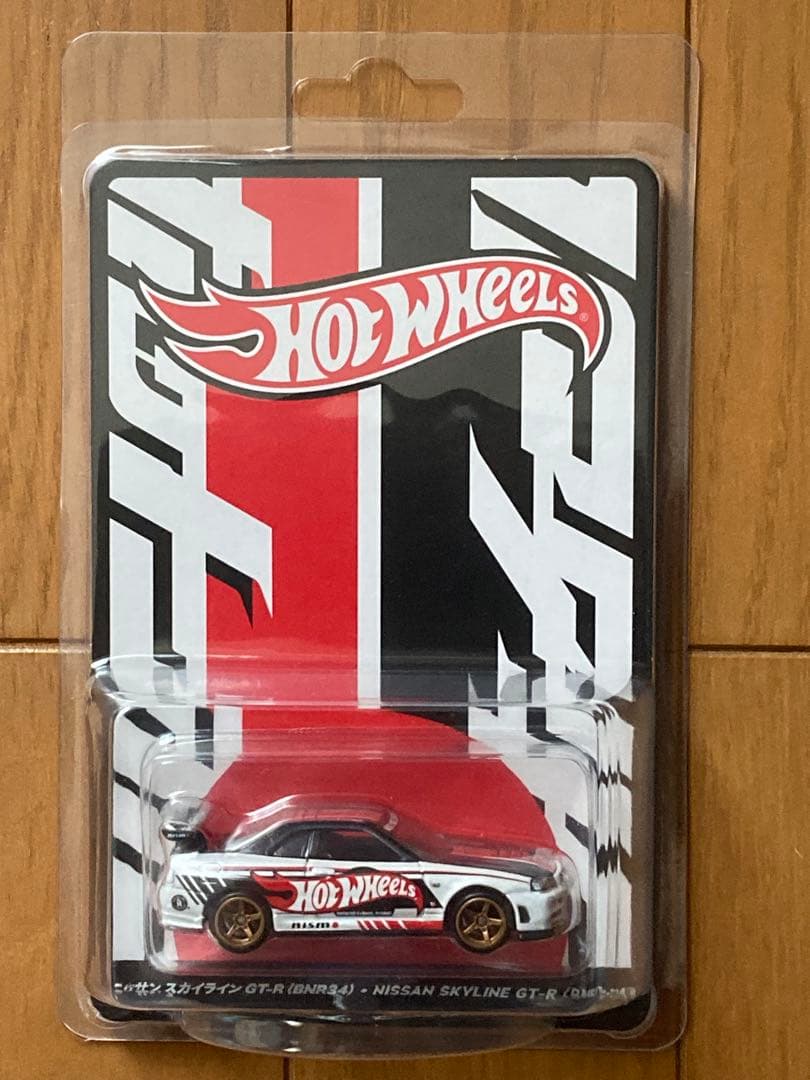 HOT WHEELS®
HOT WHEELS
nismo
ニッサン スカイライン GT-R (BNR34) • NISSAN SKYLINE GT-R (BNR34)